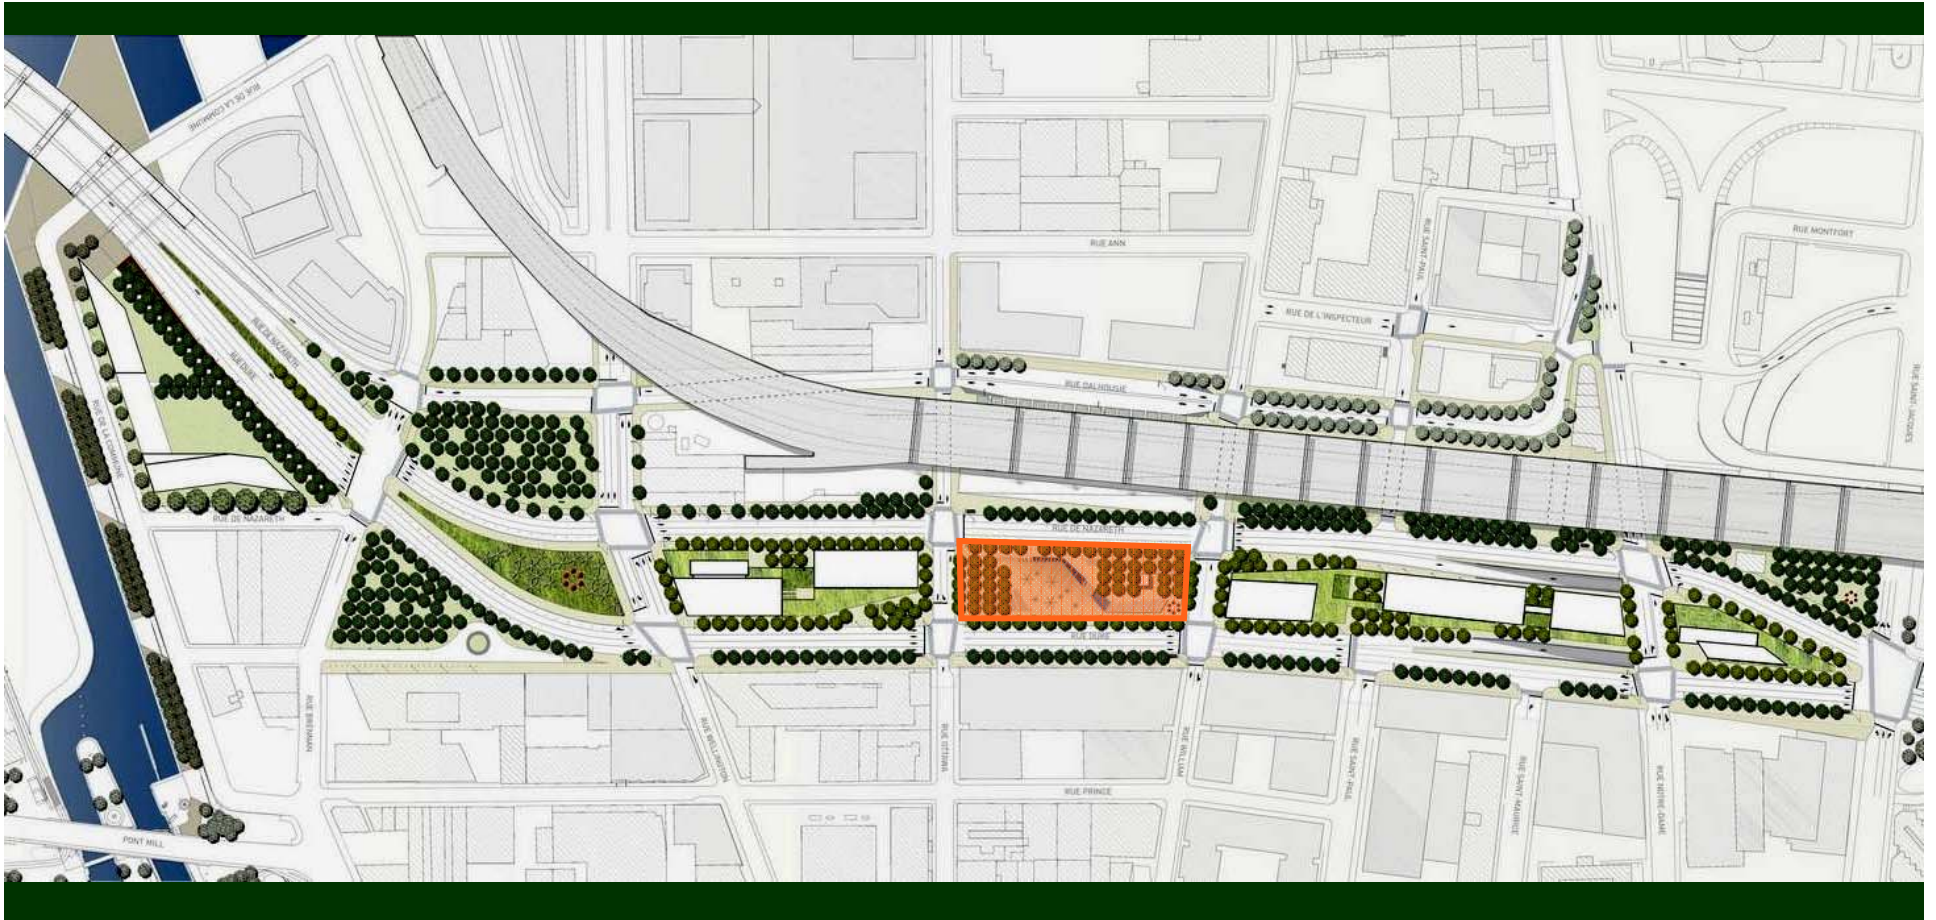 RUE DE LA COMMUNE
RUE ANN
RUE SAINT-PAUL
RUE MONTFORT
RUE DE L'INSPECTEUR
RUE DE NAZARETH
RUE DUKE
RUE DALHOUSIE
RUE SAINT-JACQUES
RUE DE LA COMMUNE
RUE DE NAZARETH
RUE DE NAZARETH
RUE DUKE
RUE BRENNAN
RUE WELLINGTON
RUE OTTAWA
RUE WILLIAM
RUE SAINT-PAUL
RUE SAINT-MAURICE
RUE NOTRE-DAME
RUE PRINCE
PONT MILL